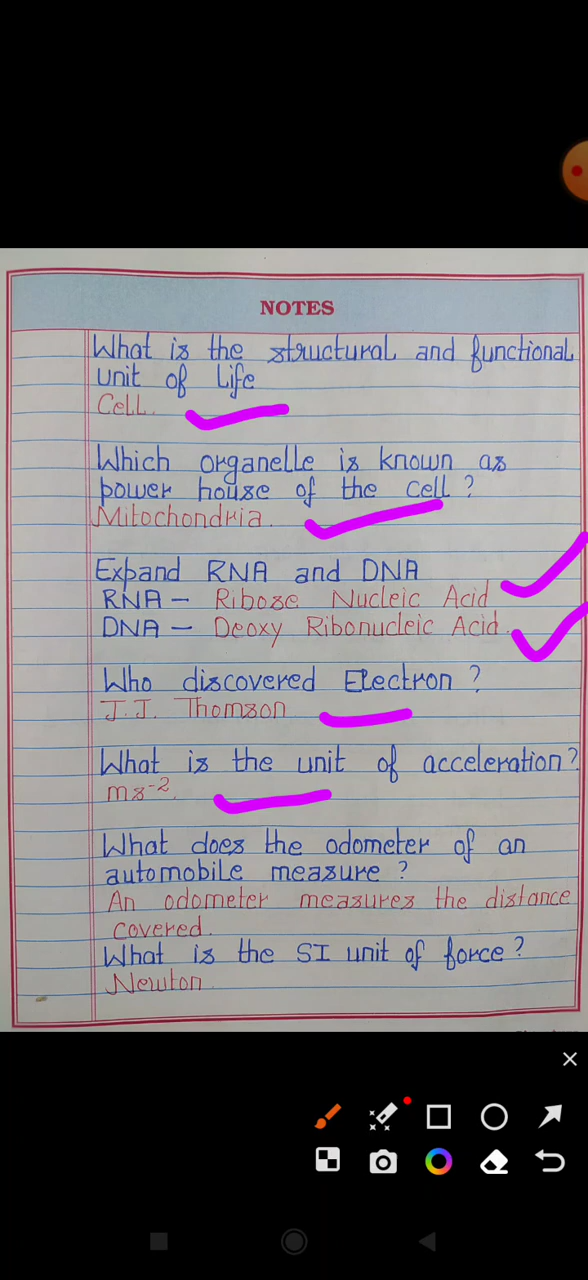 NOTES
What is the structural and functional
unit of Life
Cell.
Which organelle is known as
power house of the cell ?
Mitochondria.
Expand RNA and DNA
RNA - Ribose Nucleic Acid
DNA - Deoxy Ribonucleic Acid.
Who discovered Electron ?
J.J. Thomson
What is the unit of acceleration?
ms⁻².
What does the odometer of an
automobile measure ?
An odometer measures the distance
covered.
What is the SI unit of force ?
Newton